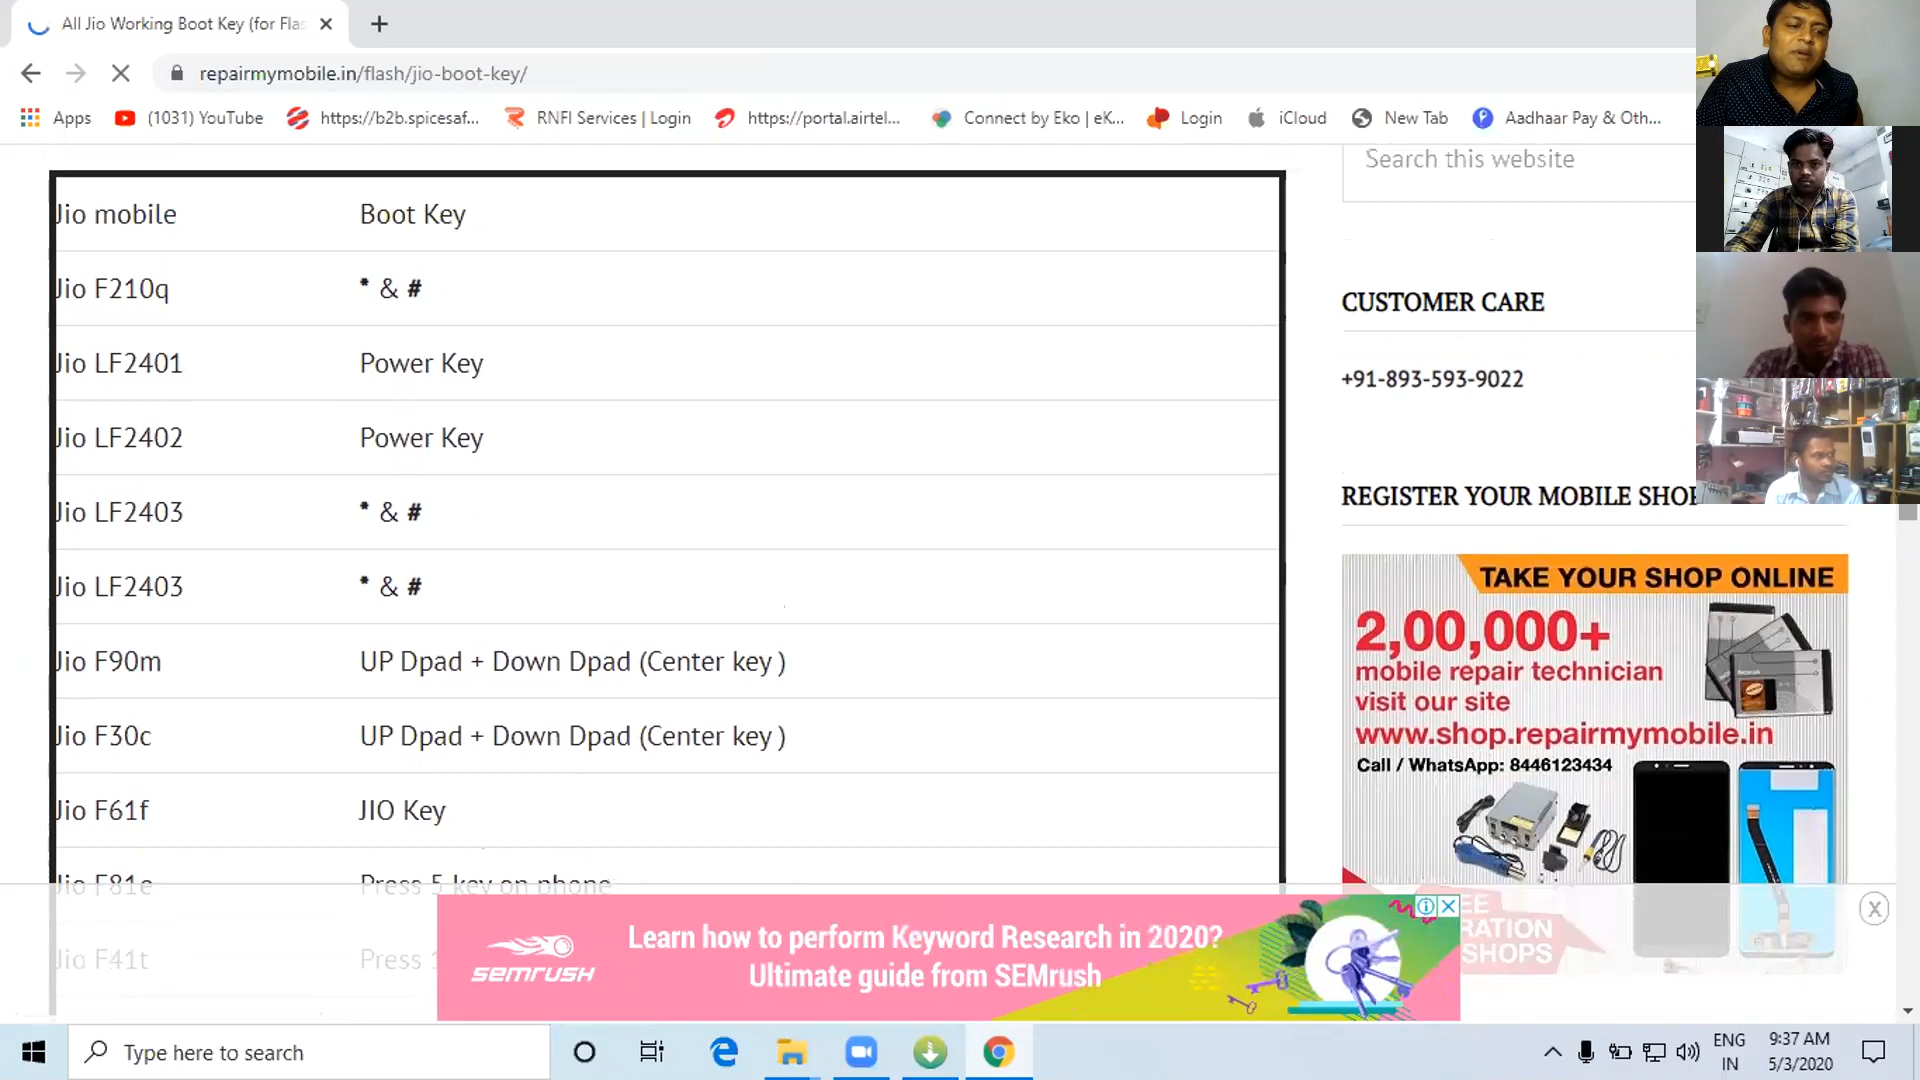 All Jio Working Boot Key (for Fla
repairmymobile.in/flash/jio-boot-key/
Apps
(1031) YouTube
https://b2b.spicesaf...
RNFI Services | Login
https://portal.airtel...
Connect by Eko | eK...
Login
iCloud
New Tab
Aadhaar Pay & Oth...
Search this website
Jio mobile Boot Key
Jio F210q * & #
Jio LF2401 Power Key
Jio LF2402 Power Key
Jio LF2403 * & #
Jio LF2403 * & #
Jio F90m UP Dpad + Down Dpad (Center key )
Jio F30c UP Dpad + Down Dpad (Center key )
Jio F61f JIO Key
Jio F81e Press 5 key on phone
Jio F41t Press
CUSTOMER CARE
+91-893-593-9022
REGISTER YOUR MOBILE SHOP
TAKE YOUR SHOP ONLINE
2,00,000+
mobile repair technician
visit our site
www.shop.repairmymobile.in
Call / WhatsApp: 8446123434
EE
RATION
SHOPS
X
SEMRUSH
Learn how to perform Keyword Research in 2020?
Ultimate guide from SEMrush
Type here to search
ENG
IN
9:37 AM
5/3/2020